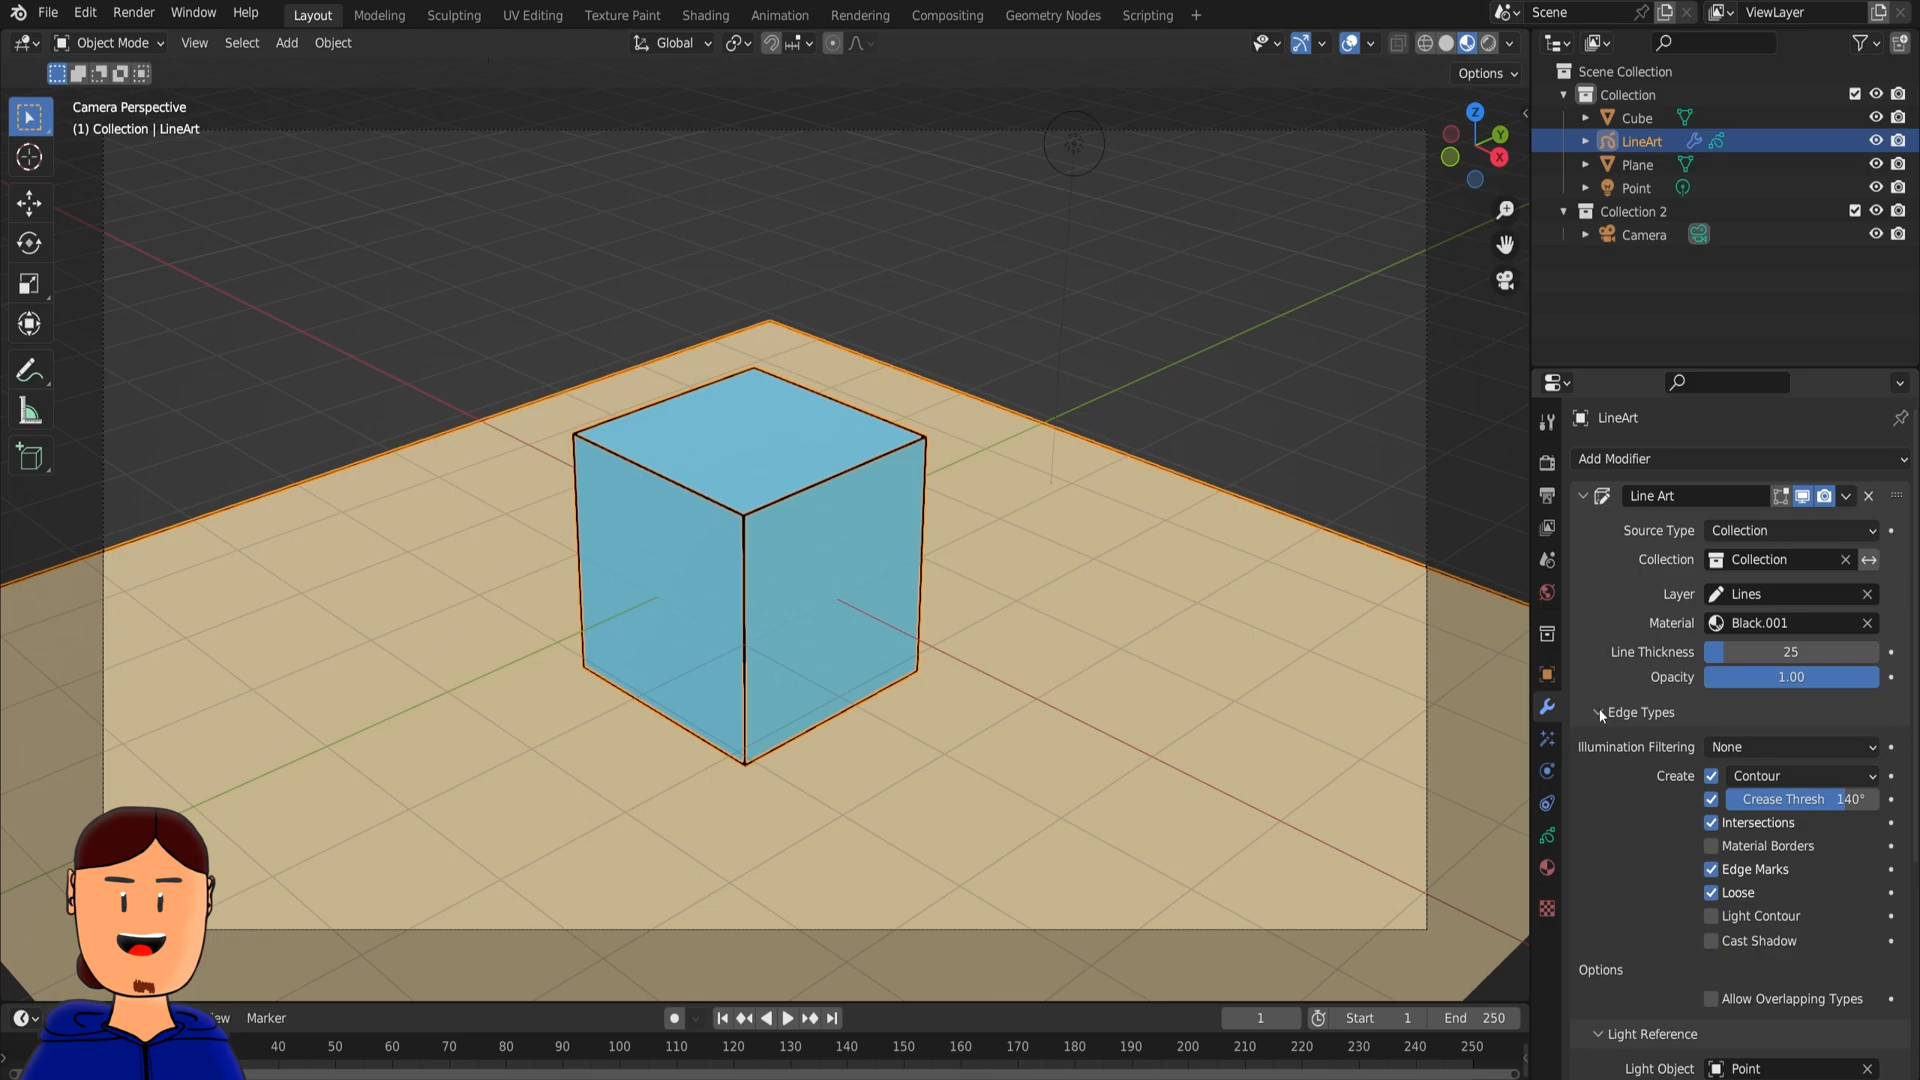 File Edit Render Window Help Layout Modeling Sculpting UV Editing Texture Paint Shading Animation Rendering Compositing Geometry Nodes Scripting + Scene ViewLayer
Object Mode View Select Add Object Global
Options
Camera Perspective
(1) Collection | LineArt
Z
Y
X
Scene Collection
Collection
Cube
LineArt
Plane
Point
Collection 2
Camera
LineArt
Add Modifier
Line Art
Source Type Collection
Collection Collection
Layer Lines
Material Black.001
Line Thickness 25
Opacity 1.00
Edge Types
Illumination Filtering None
Create Contour
Crease Thresh 140°
Intersections
Material Borders
Edge Marks
Loose
Light Contour
Cast Shadow
Options
Allow Overlapping Types
Light Reference
Light Object Point
Marker 1 Start 1 End 250
40 50 60 70 80 90 100 110 120 130 140 150 160 170 180 190 200 210 220 230 240 250